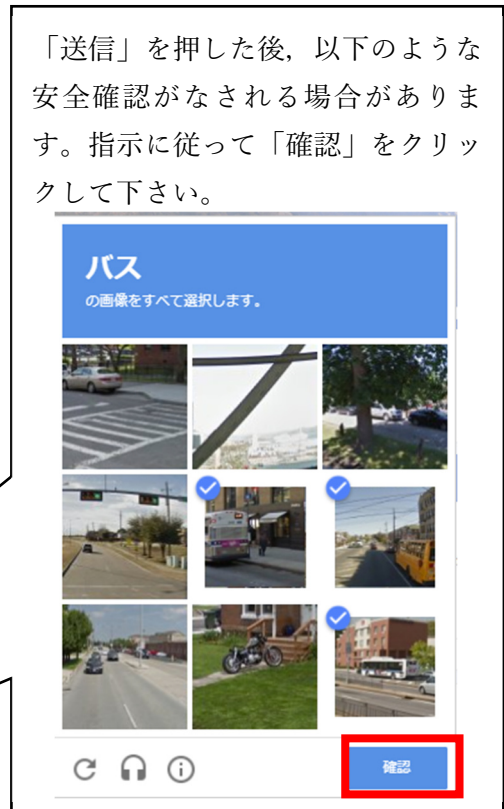 「送信」を押した後，以下のような
安全確認がなされる場合がありま
す。指示に従って「確認」をクリッ
クして下さい。
バス
の画像をすべて選択します。
確認